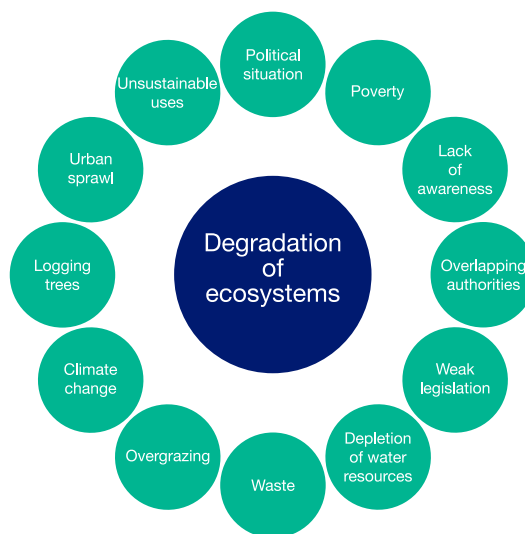 Political
situation
Poverty
Lack
of
awareness
Overlapping
authorities
Weak
legislation
Depletion
of water
resources
Waste
Overgrazing
Climate
change
Logging
trees
Urban
sprawl
Unsustainable
uses
Degradation
of
ecosystems